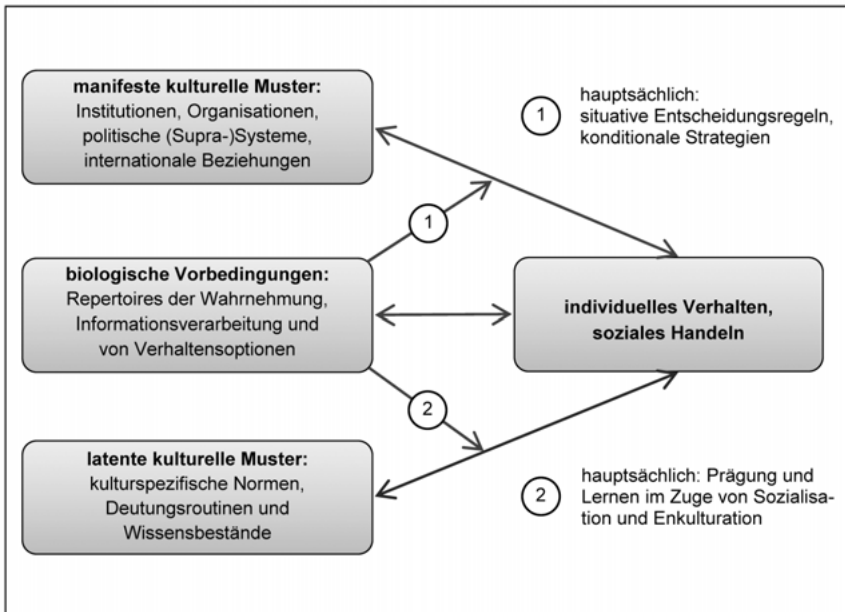 manifeste kulturelle Muster:
Institutionen, Organisationen,
politische (Supra-)Systeme,
internationale Beziehungen
1
hauptsächlich:
situative Entscheidungsregeln,
konditionale Strategien
1
biologische Vorbedingungen:
Repertoires der Wahrnehmung,
Informationsverarbeitung und
von Verhaltensoptionen
individuelles Verhalten,
soziales Handeln
2
latente kulturelle Muster:
kulturspezifische Normen,
Deutungsroutinen und
Wissensbestände
2
hauptsächlich: Prägung und
Lernen im Zuge von Sozialisa-
tion und Enkulturation